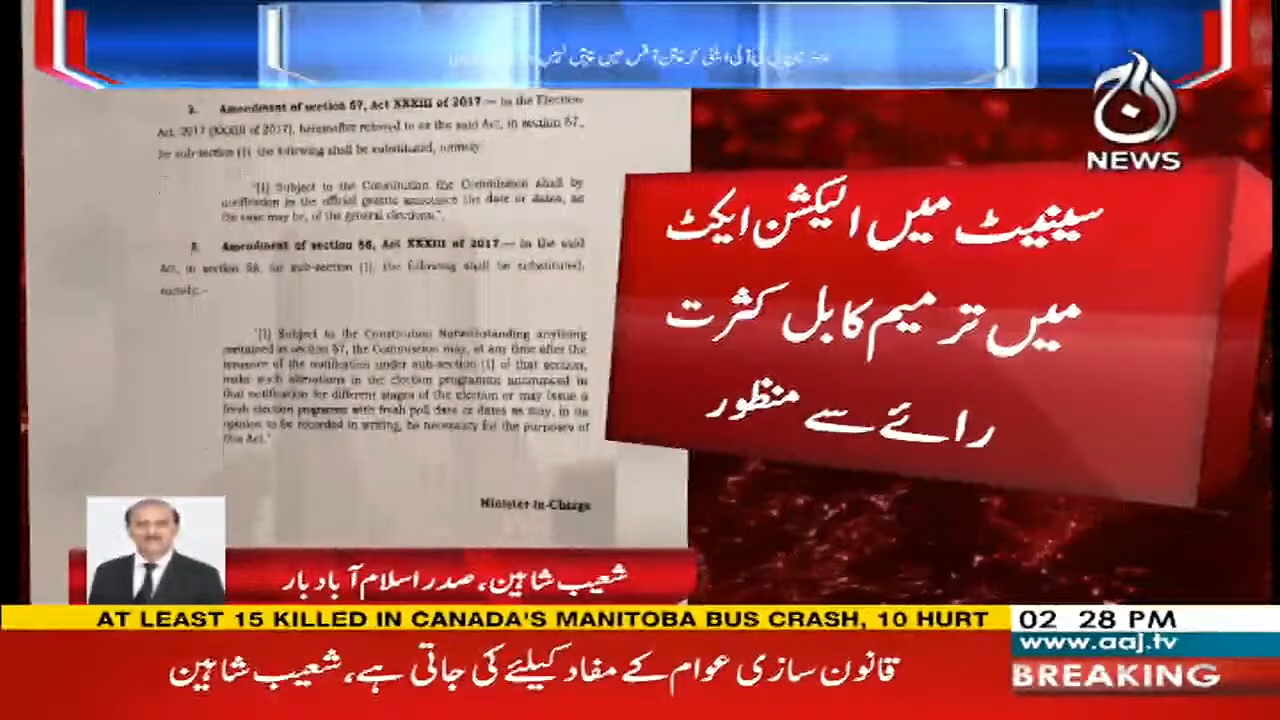 NEWS
2. Amendment of section 57, Act XXXIII of 2017.— In the Election
Act, 2017 (XXXIII of 2017), hereinafter referred to as the said Act, in section 57,
for sub-section (1), the following shall be substituted, namely
"(1) Subject to the Constitution the Commission shall by
notification in the official gazette announce the date or dates, as
the case may be, of the general elections.",
3. Amendment of section 58, Act XXXIII of 2017.— In the said
Act, in section 58, for sub-section (1), the following shall be substituted,
namely:-
"(1) Subject to the Constitution Notwithstanding anything
contained in section 57, the Commission may, at any time after the
issuance of the notification under sub-section (1) of that section,
make such alterations in the election programme announced in
that notification for different stages of the election or may issue a
fresh election programme with fresh poll date or dates as may, in its
opinion to be recorded in writing, be necessary for the purposes of
this Act."
Minister In-Charge
سینیٹ میں الیکشن ایکٹ
میں ترمیم کا بل کثرت
رائے سے منظور
شعیب شاہین، صدر اسلام آباد بار
AT LEAST 15 KILLED IN CANADA'S MANITOBA BUS CRASH, 10 HURT
02 28 PM
www.aaj.tv
قانون سازی عوام کے مفاد کیلئے کی جاتی ہے، شعیب شاہین
BREAKING